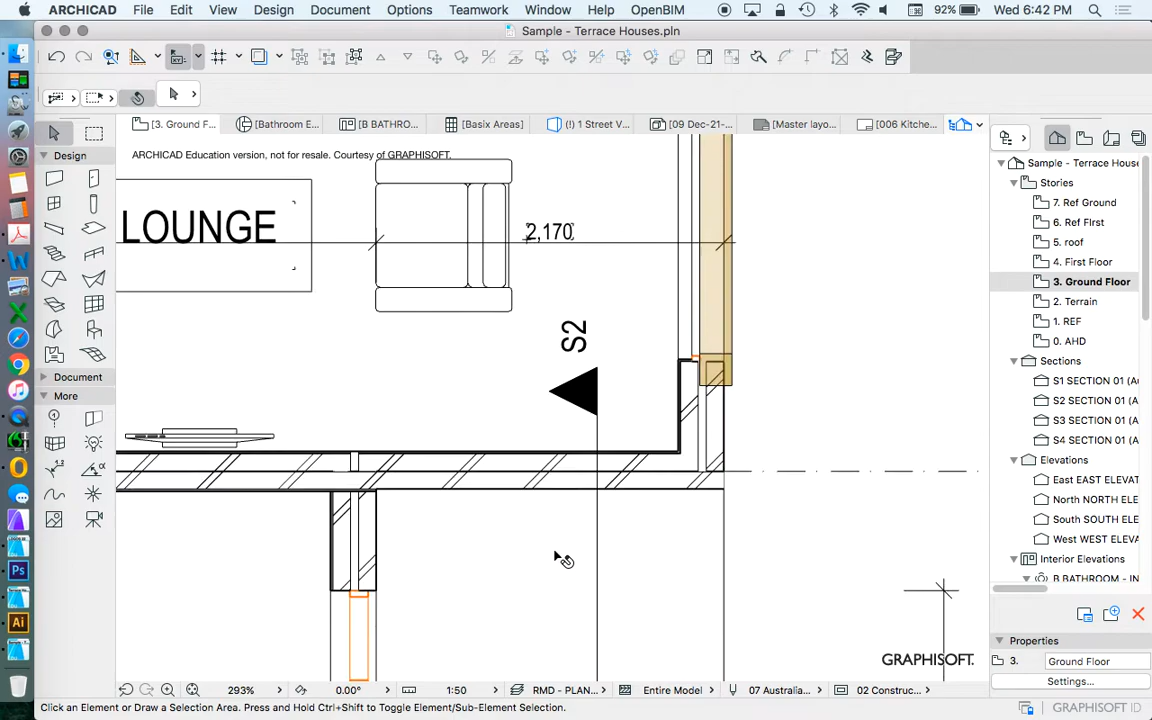 ARCHICAD File Edit View Design Document Options Teamwork Window Help OpenBIM 92% Wed 6:42 PM
Sample - Terrace Houses.pln
[3. Ground F... [Bathroom E... [B BATHRO... [Basix Areas] (!) 1 Street V... [09 Dec-21-... [Master layo... [006 Kitche...
ARCHICAD Education version, not for resale. Courtesy of GRAPHISOFT.
Design
Document
More
LOUNGE
2,170
S2
Sample - Terrace House
Stories
7. Ref Ground
6. Ref FIrst
5. roof
4. First Floor
3. Ground Floor
2. Terrain
1. REF
0. AHD
Sections
S1 SECTION 01 (A
S2 SECTION 01 (A
S3 SECTION 01 (A
S4 SECTION 01 (A
Elevations
East EAST ELEVAT
North NORTH ELE
South SOUTH ELE
West WEST ELEVA
Interior Elevations
B BATHROOM - IN
Properties
3. Ground Floor
Settings...
GRAPHISOFT.
293% 0.00° 1:50 RMD - PLAN... Entire Model 07 Australia... 02 Construc...
Click an Element or Draw a Selection Area. Press and Hold Ctrl+Shift to Toggle Element/Sub-Element Selection.
GRAPHISOFT ID